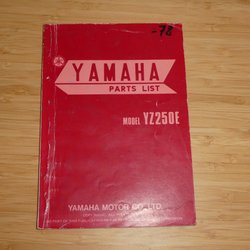 -78
YAMAHA
PARTS LIST
MODEL YZ250E
YAMAHA MOTOR CO., LTD.